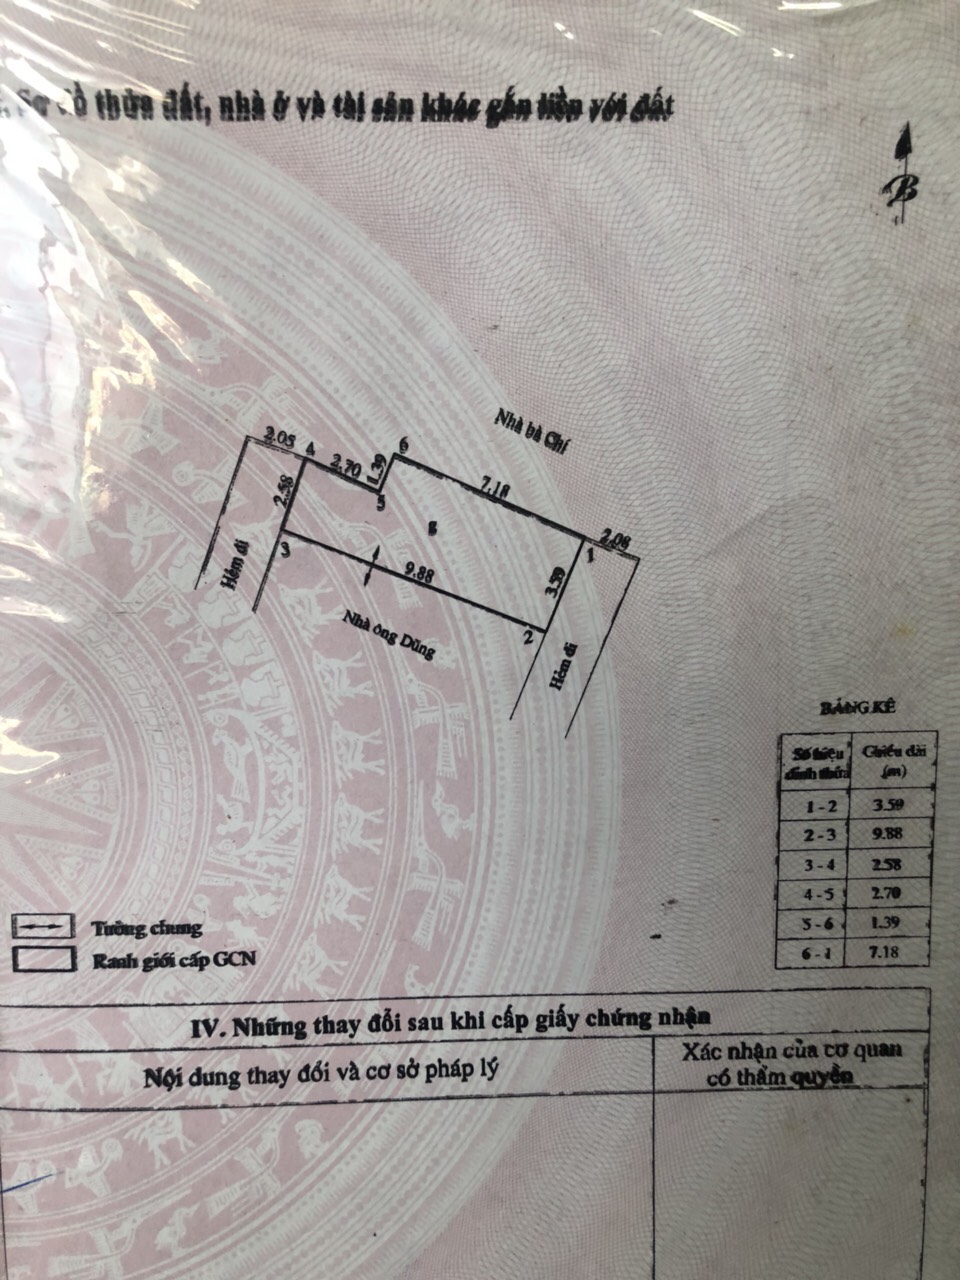 Sơ đồ thửa đất, nhà ở và tài sản khác gắn liền với đất
B
Nhà bà Chí
2.05
4
2.70
1.39
6
7.18
2.58
5
8
1
2.08
3
9.88
3.59
2
Hẻm đi
Nhà ông Dũng
Hẻm đi
BẢNG KÊ
Số hiệu đỉnh thửa
Chiều dài (m)
1 - 2 3.59
2 - 3 9.88
3 - 4 2.58
4 - 5 2.70
5 - 6 1.39
6 - 1 7.18
Tường chung
Ranh giới cấp GCN
IV. Những thay đổi sau khi cấp giấy chứng nhận
Nội dung thay đổi và cơ sở pháp lý
Xác nhận của cơ quan
có thẩm quyền